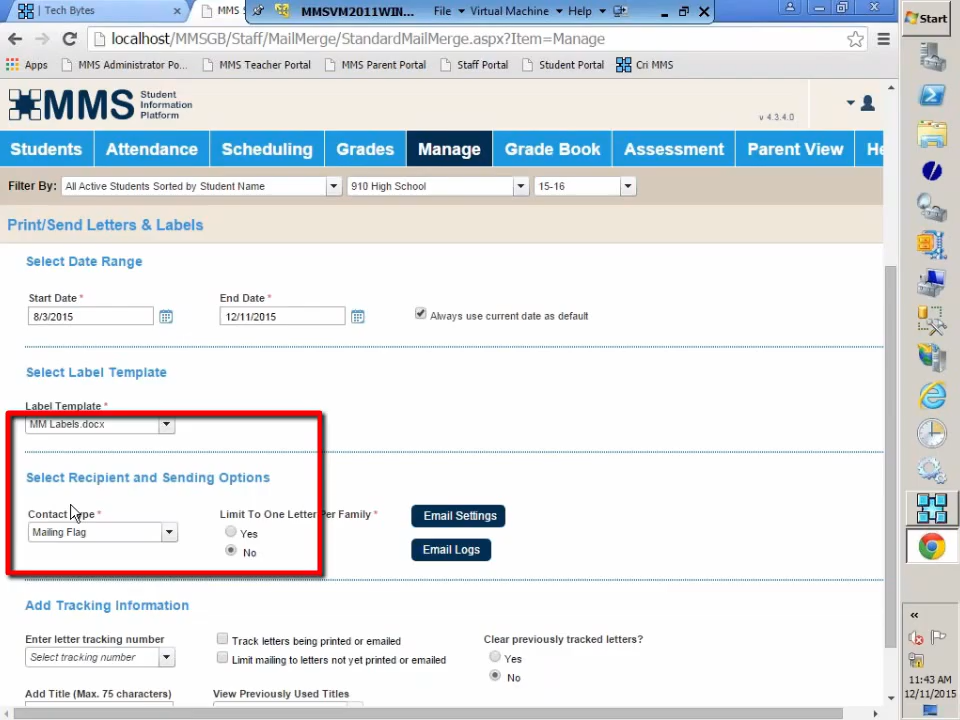 Tech Bytes
MMS
MMSVM2011WIN...
File
Virtual Machine
Help
localhost/MMSGB/Staff/MailMerge/StandardMailMerge.aspx?Item=Manage
Apps
MMS Administrator Po...
MMS Teacher Portal
MMS Parent Portal
Staff Portal
Student Portal
Cri MMS
Start
MMS
Student
Information
Platform
v 4.3.4.0
Students
Attendance
Scheduling
Grades
Manage
Grade Book
Assessment
Parent View
He
Filter By:
All Active Students Sorted by Student Name
910 High School
15-16
Print/Send Letters & Labels
Select Date Range
Start Date *
End Date *
8/3/2015
12/11/2015
Always use current date as default
Select Label Template
Label Template *
MM Labels.docx
Select Recipient and Sending Options
Contact Type *
Limit To One Letter Per Family *
Mailing Flag
Yes
No
Email Settings
Email Logs
Add Tracking Information
Enter letter tracking number
Track letters being printed or emailed
Clear previously tracked letters?
Select tracking number
Limit mailing to letters not yet printed or emailed
Yes
No
Add Title (Max. 75 characters)
View Previously Used Titles
11:43 AM
12/11/2015